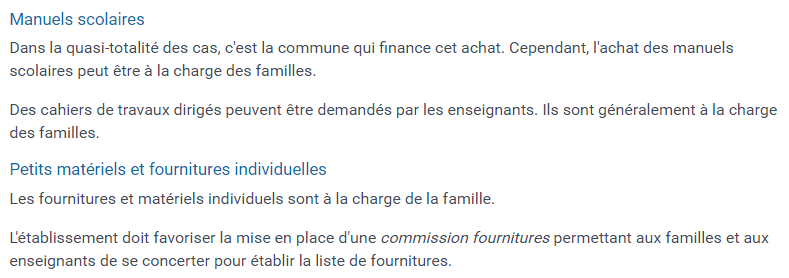 Manuels scolaires
Dans la quasi-totalité des cas, c'est la commune qui finance cet achat. Cependant, l'achat des manuels
scolaires peut être à la charge des familles.
Des cahiers de travaux dirigés peuvent être demandés par les enseignants. Ils sont généralement à la charge
des familles.
Petits matériels et fournitures individuelles
Les fournitures et matériels individuels sont à la charge de la famille.
L'établissement doit favoriser la mise en place d'une commission fournitures permettant aux familles et aux
enseignants de se concerter pour établir la liste de fournitures.